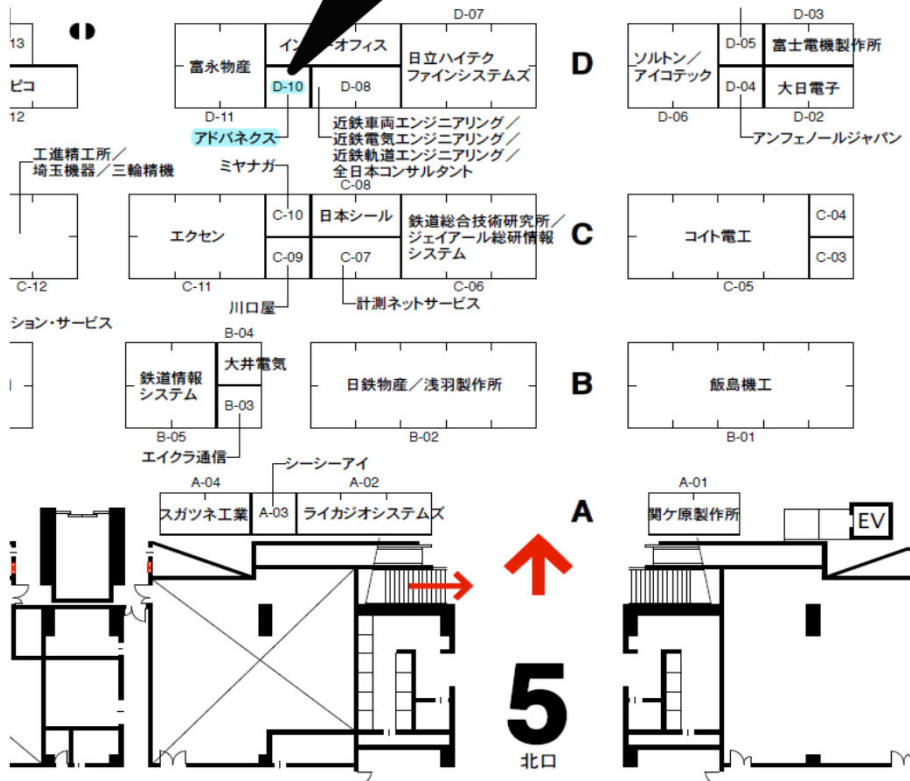 D-07
D-03
13
富永物産
オフィス
日立ハイテク
ファインシステムズ
D
ソルトン／
アイコテック
D-05
富士電機製作所
ピコ
D-10
D-08
D-04
大日電子
12
D-11
D-06
D-02
アドバネクス
近鉄車両エンジニアリング／
近鉄電気エンジニアリング／
近鉄軌道エンジニアリング／
全日本コンサルタント
アンフェノールジャパン
工進精工所／
埼玉機器／三輪精機
ミヤナガ
C-08
エクセン
C-10
日本シール
鉄道総合技術研究所／
ジェイアール総研情報
システム
C
コイト電工
C-04
C-09
C-07
C-03
C-12
C-11
C-06
C-05
川口屋
計測ネットサービス
ション・サービス
B-04
鉄道情報
システム
大井電気
日鉄物産／浅羽製作所
B
飯島機工
B-03
B-05
B-02
B-01
エイクラ通信
シーシーアイ
A-04
A-02
A-01
スガツネ工業
A-03
ライカジオシステムズ
A
関ケ原製作所
EV
5
北口